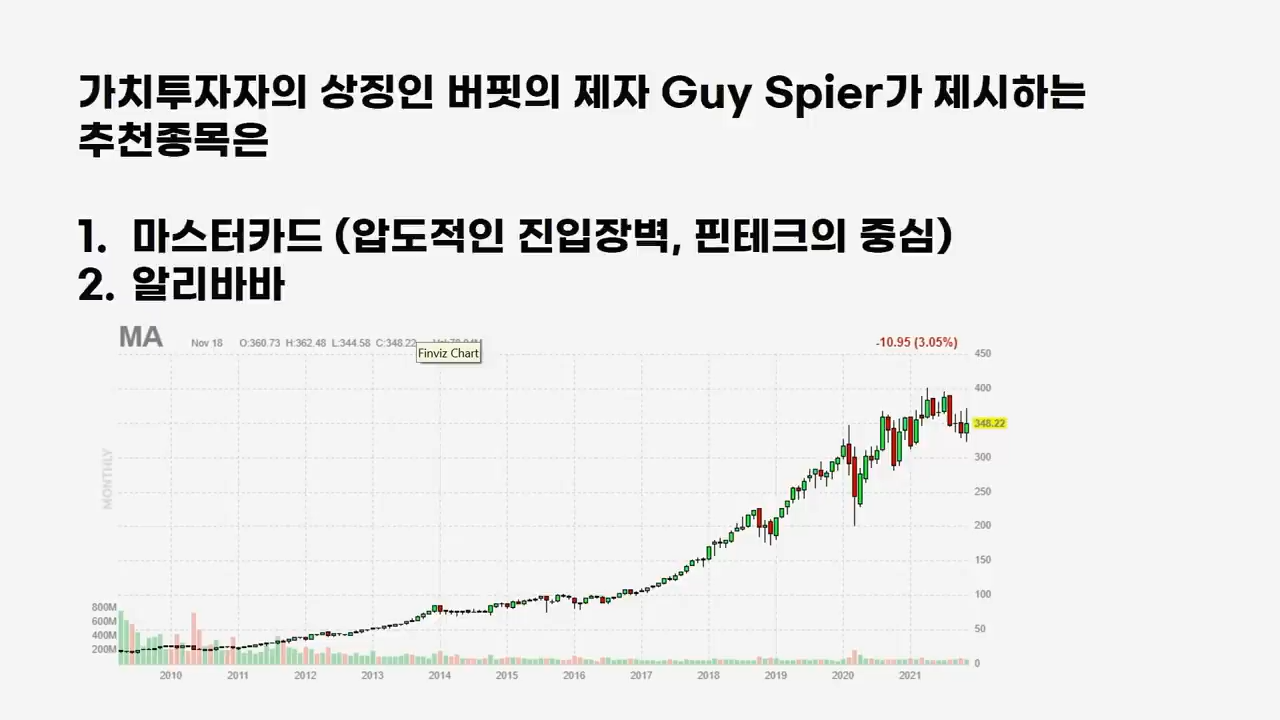 가치투자자의 상징인 버핏의 제자 Guy Spier가 제시하는
추천종목은
1. 마스터카드 (압도적인 진입장벽, 핀테크의 중심)
2. 알리바바
MA
Nov 18 O:360.73 H:362.48 L:344.58 C:348.22
Finviz Chart
-10.95 (3.05%)
450
400
348.22
300
250
200
150
100
50
0
MONTHLY
800M
600M
400M
200M
2010 2011 2012 2013 2014 2015 2016 2017 2018 2019 2020 2021